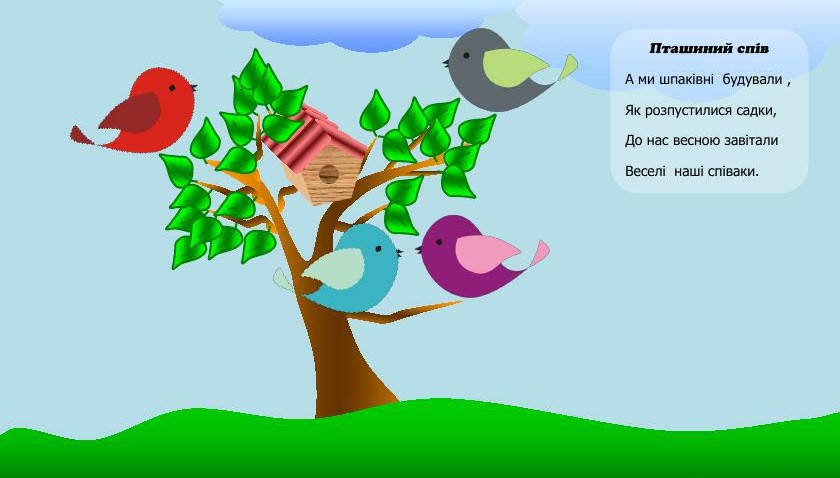 Пташиний спів
А ми шпаківні будували ,
Як розпустилися садки,
До нас весною завітали
Веселі наші співаки.